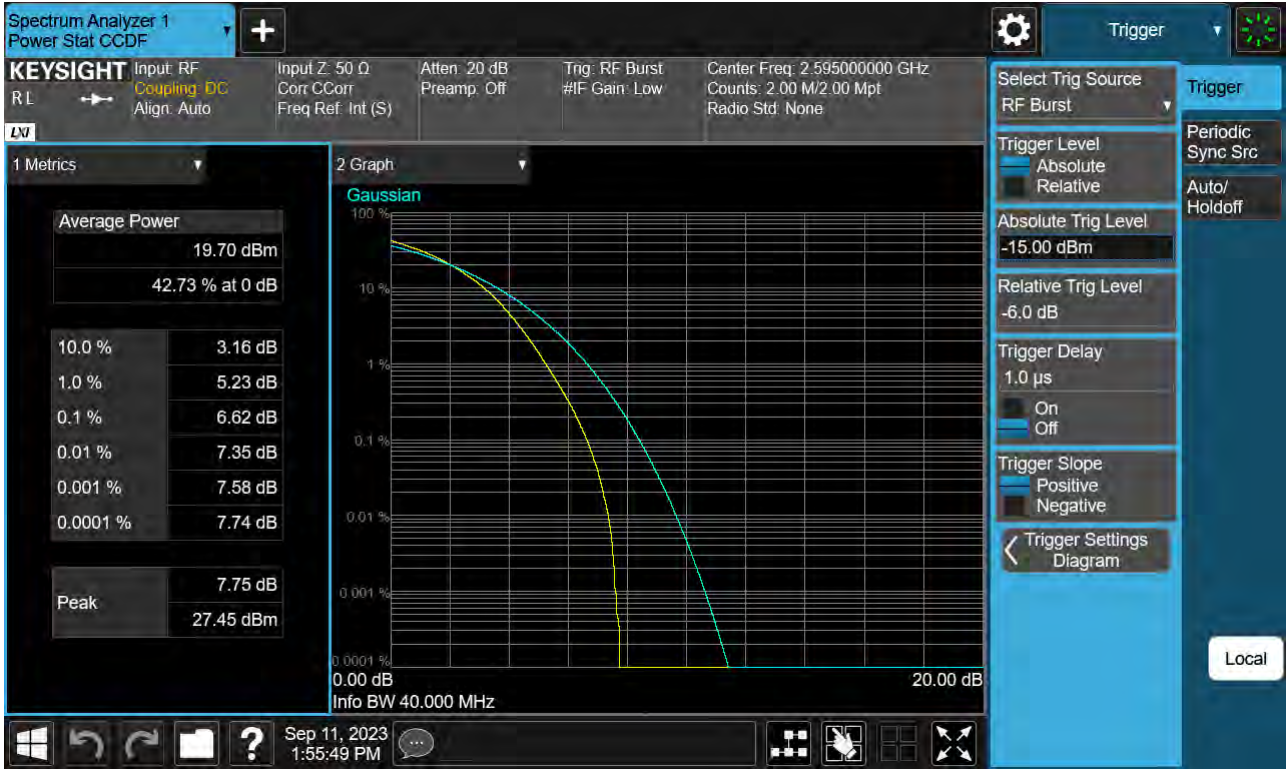 Spectrum Analyzer 1
Power Stat CCDF
+
Trigger
KEYSIGHT
R L
LXI
Input: RF
Coupling: DC
Align: Auto
Input Z: 50 Ω
Corr CCorr
Freq Ref: Int (S)
Atten: 20 dB
Preamp: Off
Trig: RF Burst
#IF Gain: Low
Center Freq: 2.595000000 GHz
Counts: 2.00 M/2.00 Mpt
Radio Std: None
1 Metrics
Average Power
19.70 dBm
42.73 % at 0 dB
10.0 % 3.16 dB
1.0 % 5.23 dB
0.1 % 6.62 dB
0.01 % 7.35 dB
0.001 % 7.58 dB
0.0001 % 7.74 dB
Peak
7.75 dB
27.45 dBm
2 Graph
Gaussian
100 %
10 %
1 %
0.1 %
0.01 %
0.001 %
0.0001 %
0.00 dB 20.00 dB
Info BW 40.000 MHz
Select Trig Source
RF Burst
Trigger Level
Absolute
Relative
Absolute Trig Level
-15.00 dBm
Relative Trig Level
-6.0 dB
Trigger Delay
1.0 µs
On
Off
Trigger Slope
Positive
Negative
Trigger Settings
Diagram
Trigger
Periodic
Sync Src
Auto/
Holdoff
Local
?
Sep 11, 2023
1:55:49 PM